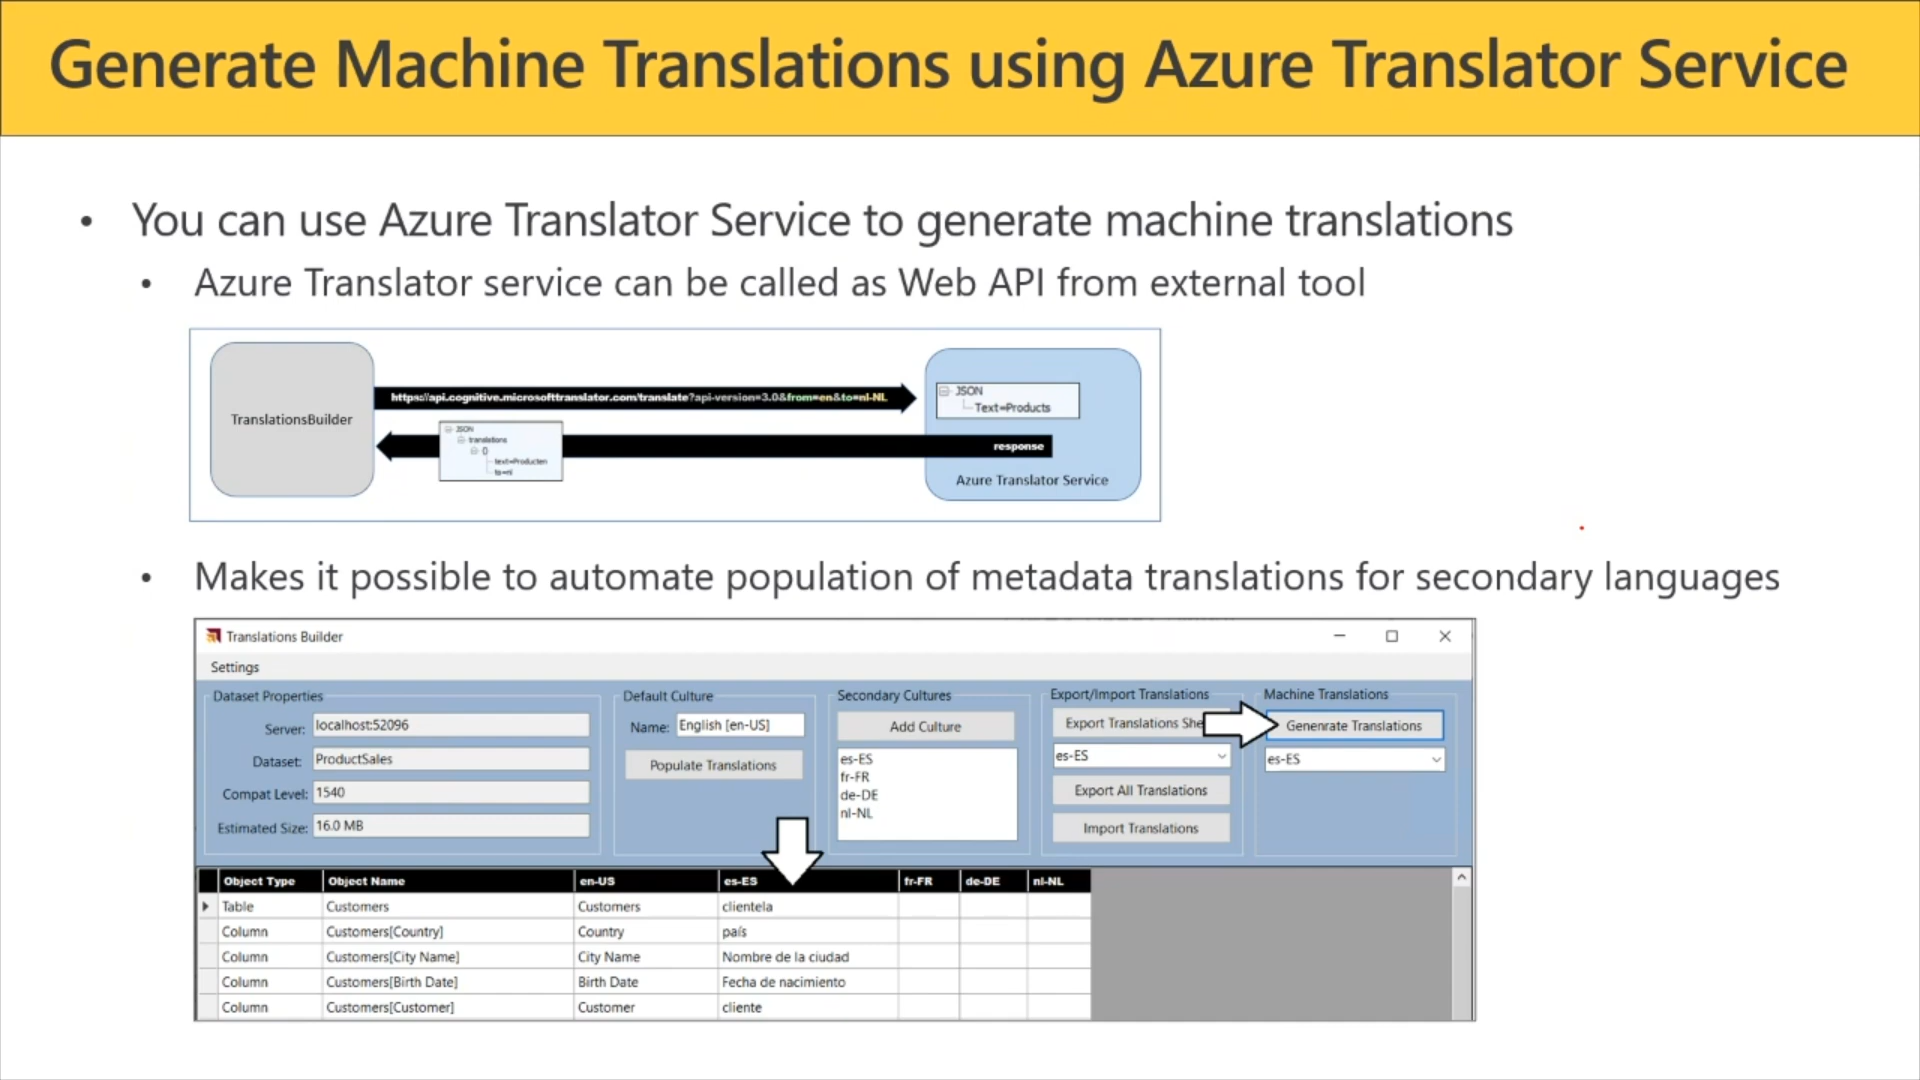 Generate Machine Translations using Azure Translator Service
• You can use Azure Translator Service to generate machine translations
• Azure Translator service can be called as Web API from external tool
TranslationsBuilder
https://api.cognitive.microsofttranslator.com/translate?api-version=3.0&from=en&to=nl-NL
JSON
Text=Products
JSON
translations
{}
text=Producten
to=nl
response
Azure Translator Service
• Makes it possible to automate population of metadata translations for secondary languages
Translations Builder
Settings
Dataset Properties
Server: localhost:52096
Dataset: ProductSales
Compat Level: 1540
Estimated Size: 16.0 MB
Default Culture
Name: English [en-US]
Populate Translations
Secondary Cultures
Add Culture
es-ES
fr-FR
de-DE
nl-NL
Export/Import Translations
Export Translations She
es-ES
Export All Translations
Import Translations
Machine Translations
Genenrate Translations
es-ES
Object Type Object Name en-US es-ES fr-FR de-DE nl-NL
Table Customers Customers clientela
Column Customers[Country] Country país
Column Customers[City Name] City Name Nombre de la ciudad
Column Customers[Birth Date] Birth Date Fecha de nacimiento
Column Customers[Customer] Customer cliente